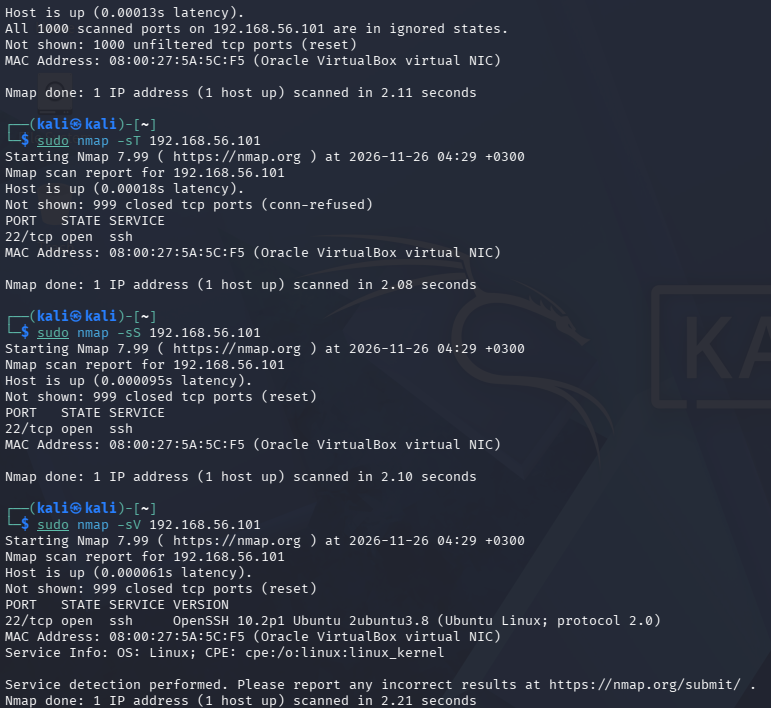 Host is up (0.00013s latency).
All 1000 scanned ports on 192.168.56.101 are in ignored states.
Not shown: 1000 unfiltered tcp ports (reset)
MAC Address: 08:00:27:5A:5C:F5 (Oracle VirtualBox virtual NIC)

Nmap done: 1 IP address (1 host up) scanned in 2.11 seconds

┌──(kali㉿kali)-[~]
└─$ sudo nmap -sT 192.168.56.101
Starting Nmap 7.99 ( https://nmap.org ) at 2026-11-26 04:29 +0300
Nmap scan report for 192.168.56.101
Host is up (0.00018s latency).
Not shown: 999 closed tcp ports (conn-refused)
PORT   STATE SERVICE
22/tcp open  ssh
MAC Address: 08:00:27:5A:5C:F5 (Oracle VirtualBox virtual NIC)

Nmap done: 1 IP address (1 host up) scanned in 2.08 seconds

┌──(kali㉿kali)-[~]
└─$ sudo nmap -sS 192.168.56.101
Starting Nmap 7.99 ( https://nmap.org ) at 2026-11-26 04:29 +0300
Nmap scan report for 192.168.56.101
Host is up (0.000095s latency).
Not shown: 999 closed tcp ports (reset)
PORT   STATE SERVICE
22/tcp open  ssh
MAC Address: 08:00:27:5A:5C:F5 (Oracle VirtualBox virtual NIC)

Nmap done: 1 IP address (1 host up) scanned in 2.10 seconds

┌──(kali㉿kali)-[~]
└─$ sudo nmap -sV 192.168.56.101
Starting Nmap 7.99 ( https://nmap.org ) at 2026-11-26 04:29 +0300
Nmap scan report for 192.168.56.101
Host is up (0.000061s latency).
Not shown: 999 closed tcp ports (reset)
PORT   STATE SERVICE VERSION
22/tcp open  ssh     OpenSSH 10.2p1 Ubuntu 2ubuntu3.8 (Ubuntu Linux; protocol 2.0)
MAC Address: 08:00:27:5A:5C:F5 (Oracle VirtualBox virtual NIC)
Service Info: OS: Linux; CPE: cpe:/o:linux:linux_kernel

Service detection performed. Please report any incorrect results at https://nmap.org/submit/ .
Nmap done: 1 IP address (1 host up) scanned in 2.21 seconds
KA